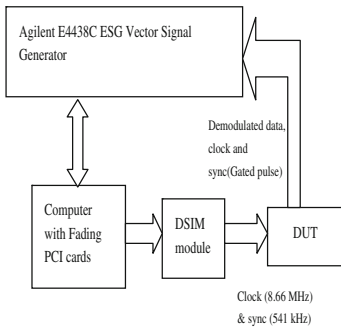 Agilent E4438C ESG Vector Signal
Generator
Demodulated data,
clock and
sync(Gated pulse)
Computer
with Fading
PCI cards
DSIM
module
DUT
Clock (8.66 MHz)
& sync (541 kHz)